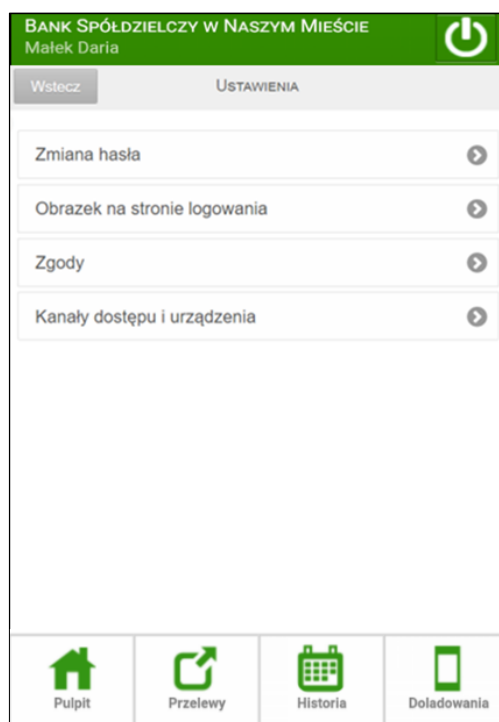 Bank Spółdzielczy w Naszym Mieście
Małek Daria
Wstecz
Ustawienia
Zmiana hasła
Obrazek na stronie logowania
Zgody
Kanały dostępu i urządzenia
Pulpit
Przelewy
Historia
Doladowania